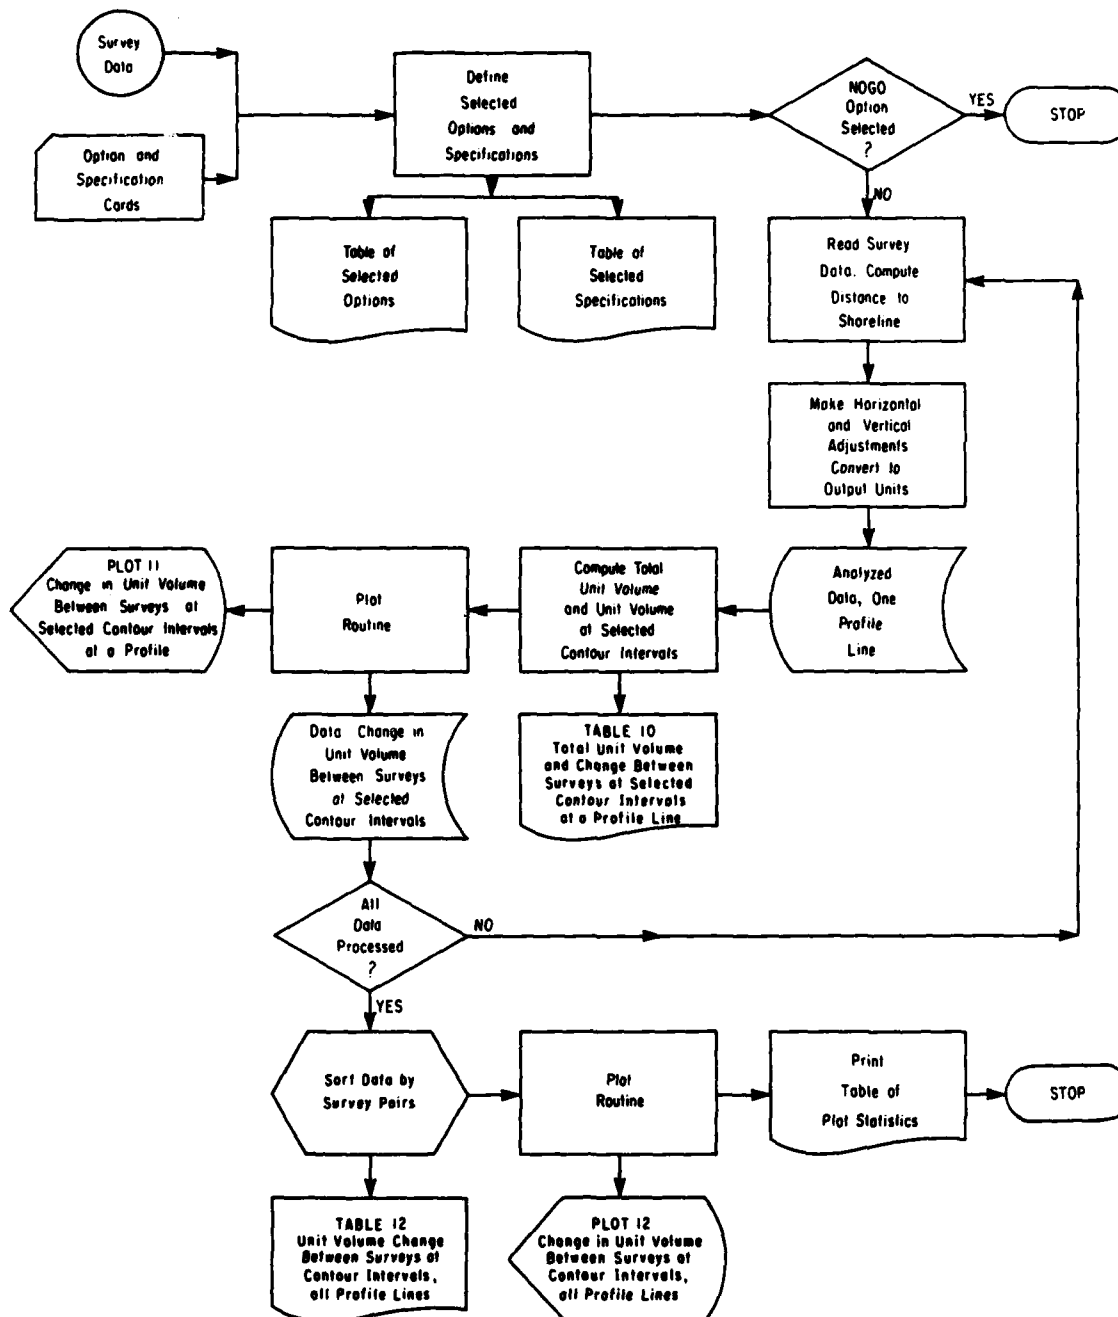 Survey
Data
Option and
Specification
Cards
Define
Selected
Options and
Specifications
NOGO
Option
Selected
?
YES
STOP
NO
Table of
Selected
Options
Table of
Selected
Specifications
Read Survey
Data. Compute
Distance to
Shoreline
Make Horizontal
and Vertical
Adjustments
Convert to
Output Units
PLOT 11
Change in Unit Volume
Between Surveys at
Selected Contour Intervals
at a Profile
Plot
Routine
Compute Total
Unit Volume
and Unit Volume
at Selected
Contour Intervals
Analyzed
Data, One
Profile
Line
Data Change in
Unit Volume
Between Surveys
at Selected
Contour Intervals
TABLE 10
Total Unit Volume
and Change Between
Surveys at Selected
Contour Intervals
at a Profile Line
All
Data
Processed
?
NO
YES
Sort Data by
Survey Pairs
Plot
Routine
Print
Table of
Plot Statistics
STOP
TABLE 12
Unit Volume Change
Between Surveys at
Contour Intervals,
all Profile Lines
PLOT 12
Change in Unit Volume
Between Surveys at
Contour Intervals,
all Profile Lines